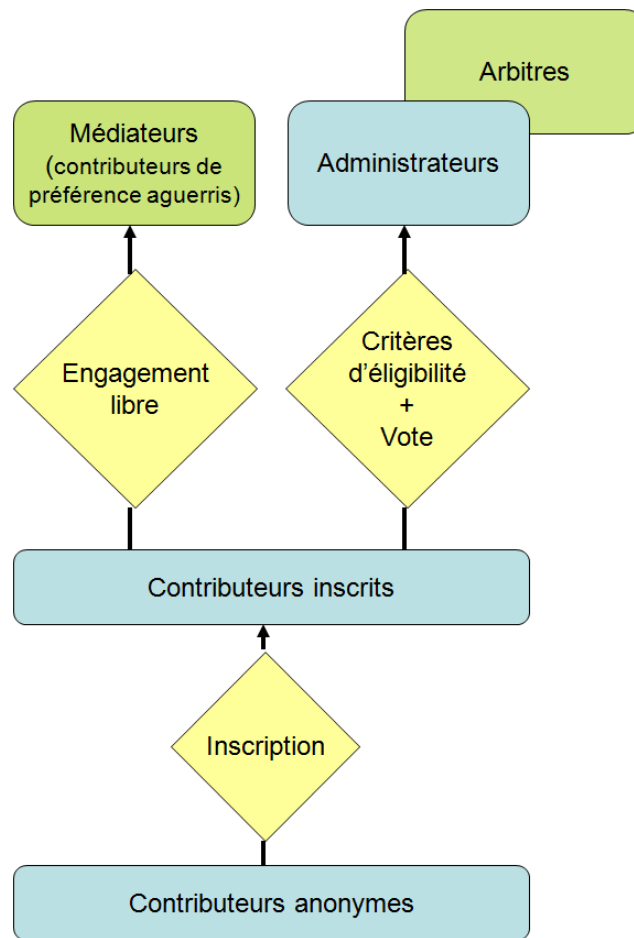 Arbitres
Médiateurs
(contributeurs de
préférence aguerris)
Administrateurs
Engagement
libre
Critères
d’éligibilité
+
Vote
Contributeurs inscrits
Inscription
Contributeurs anonymes